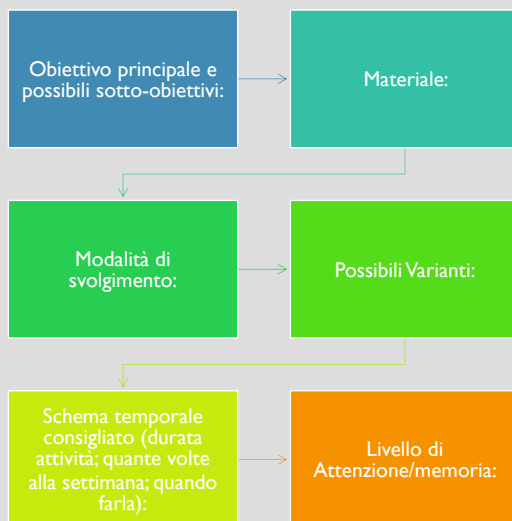 Obiettivo principale e
possibili sotto-obiettivi:
Materiale:
Modalità di
svolgimento:
Possibili Varianti:
Schema temporale
consigliato (durata
attività; quante volte
alla settimana; quando
farla):
Livello di
Attenzione/memoria: